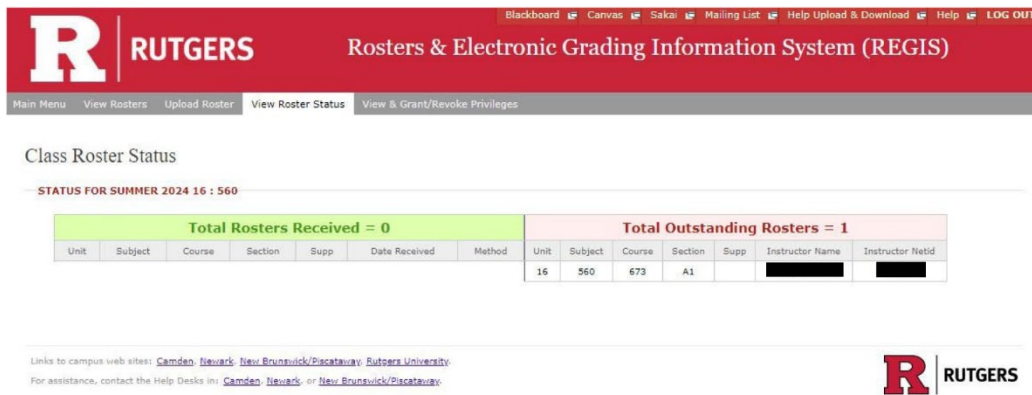 Blackboard Canvas Sakai Mailing List Help Upload & Download Help LOG OUT
R RUTGERS Rosters & Electronic Grading Information System (REGIS)
Main Menu View Rosters Upload Roster View Roster Status View & Grant/Revoke Privileges
Class Roster Status
STATUS FOR SUMMER 2024 16 : 560
Total Rosters Received = 0 Total Outstanding Rosters = 1
Unit Subject Course Section Supp Date Received Method Unit Subject Course Section Supp Instructor Name Instructor Netid
16 560 673 A1
Links to campus web sites: Camden. Newark. New Brunswick/Piscataway. Rutgers University.
For assistance, contact the Help Desks in: Camden. Newark. or New Brunswick/Piscataway.
R RUTGERS